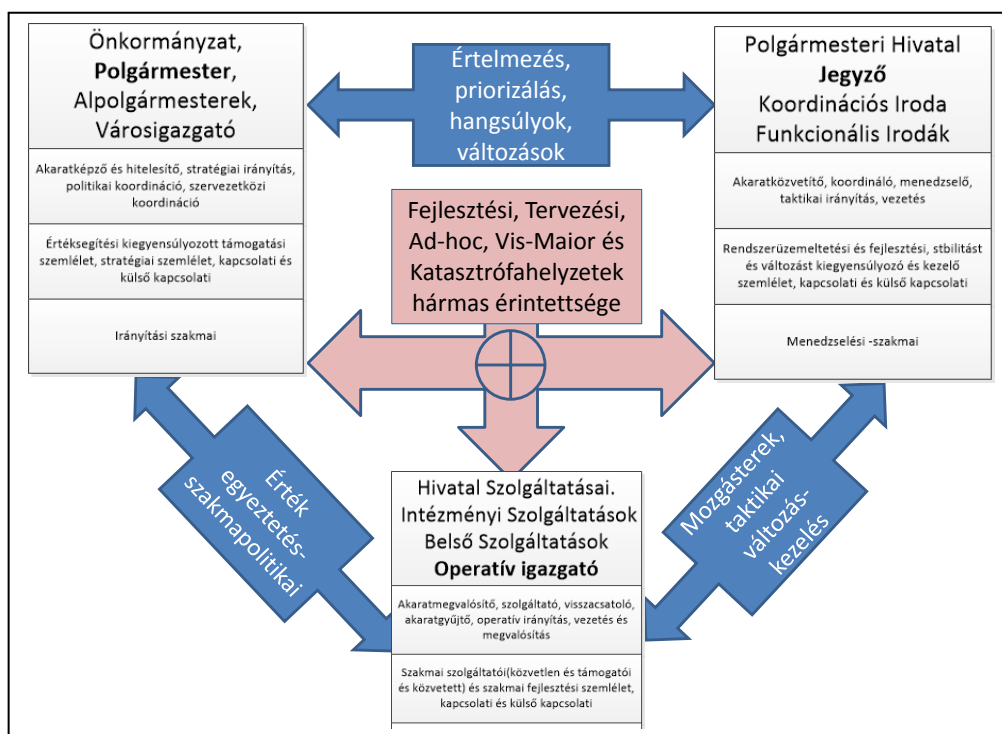 Önkormányzat,
Polgármester,
Alpolgármesterek,
Városigazgató
Akaratképző és hitelesítő, stratégiai irányítás,
politikai koordináció, szervezetközi
koordináció
Értéksegítési kiegyensúlyozott támogatási
szemlélet, stratégiai szemlélet, kapcsolati és
külső kapcsolati
Irányítási szakmai
Értelmezés,
priorizálás,
hangsúlyok,
változások
Polgármesteri Hivatal
Jegyző
Koordinációs Iroda
Funkcionális Irodák
Akaratközvetítő, koordináló, menedzselő,
taktikai irányítás, vezetés
Rendszerüzemeltetési és fejlesztési, stbilitást
és változást kiegyensúlyozó és kezelő
szemlélet, kapcsolati és külső kapcsolati
Menedzselési -szakmai
Fejlesztési, Tervezési,
Ad-hoc, Vis-Maior és
Katasztrófahelyzetek
hármas érintettsége
Érték
egyeztetés-
szakmapolitikai
Mozgásterek,
taktikai
változás-
kezelés
Hivatal Szolgáltatásai.
Intézményi Szolgáltatások
Belső Szolgáltatások
Operatív igazgató
Akaratmegvalósító, szolgáltató, visszacsatoló,
akaratgyűjtő, operatív irányítás, vezetés és
megvalósítás
Szakmai szolgáltatói(közvetlen és támogatói
és közvetett) és szakmai fejlesztési szemlélet,
kapcsolati és külső kapcsolati